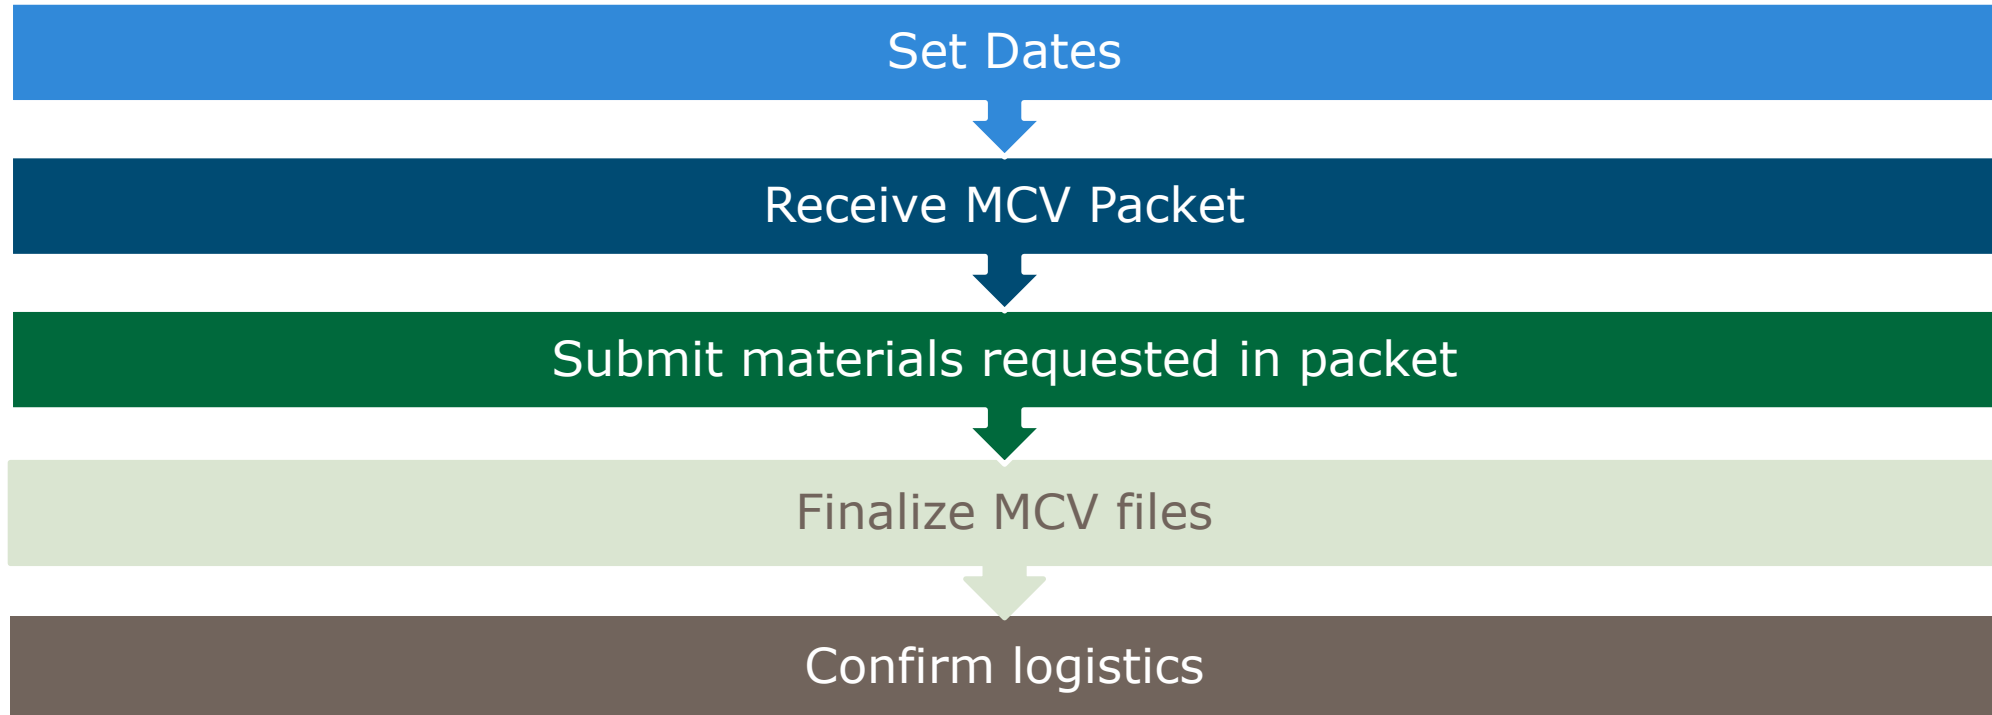 Set Dates
Receive MCV Packet
Submit materials requested in packet
Finalize MCV files
Confirm logistics